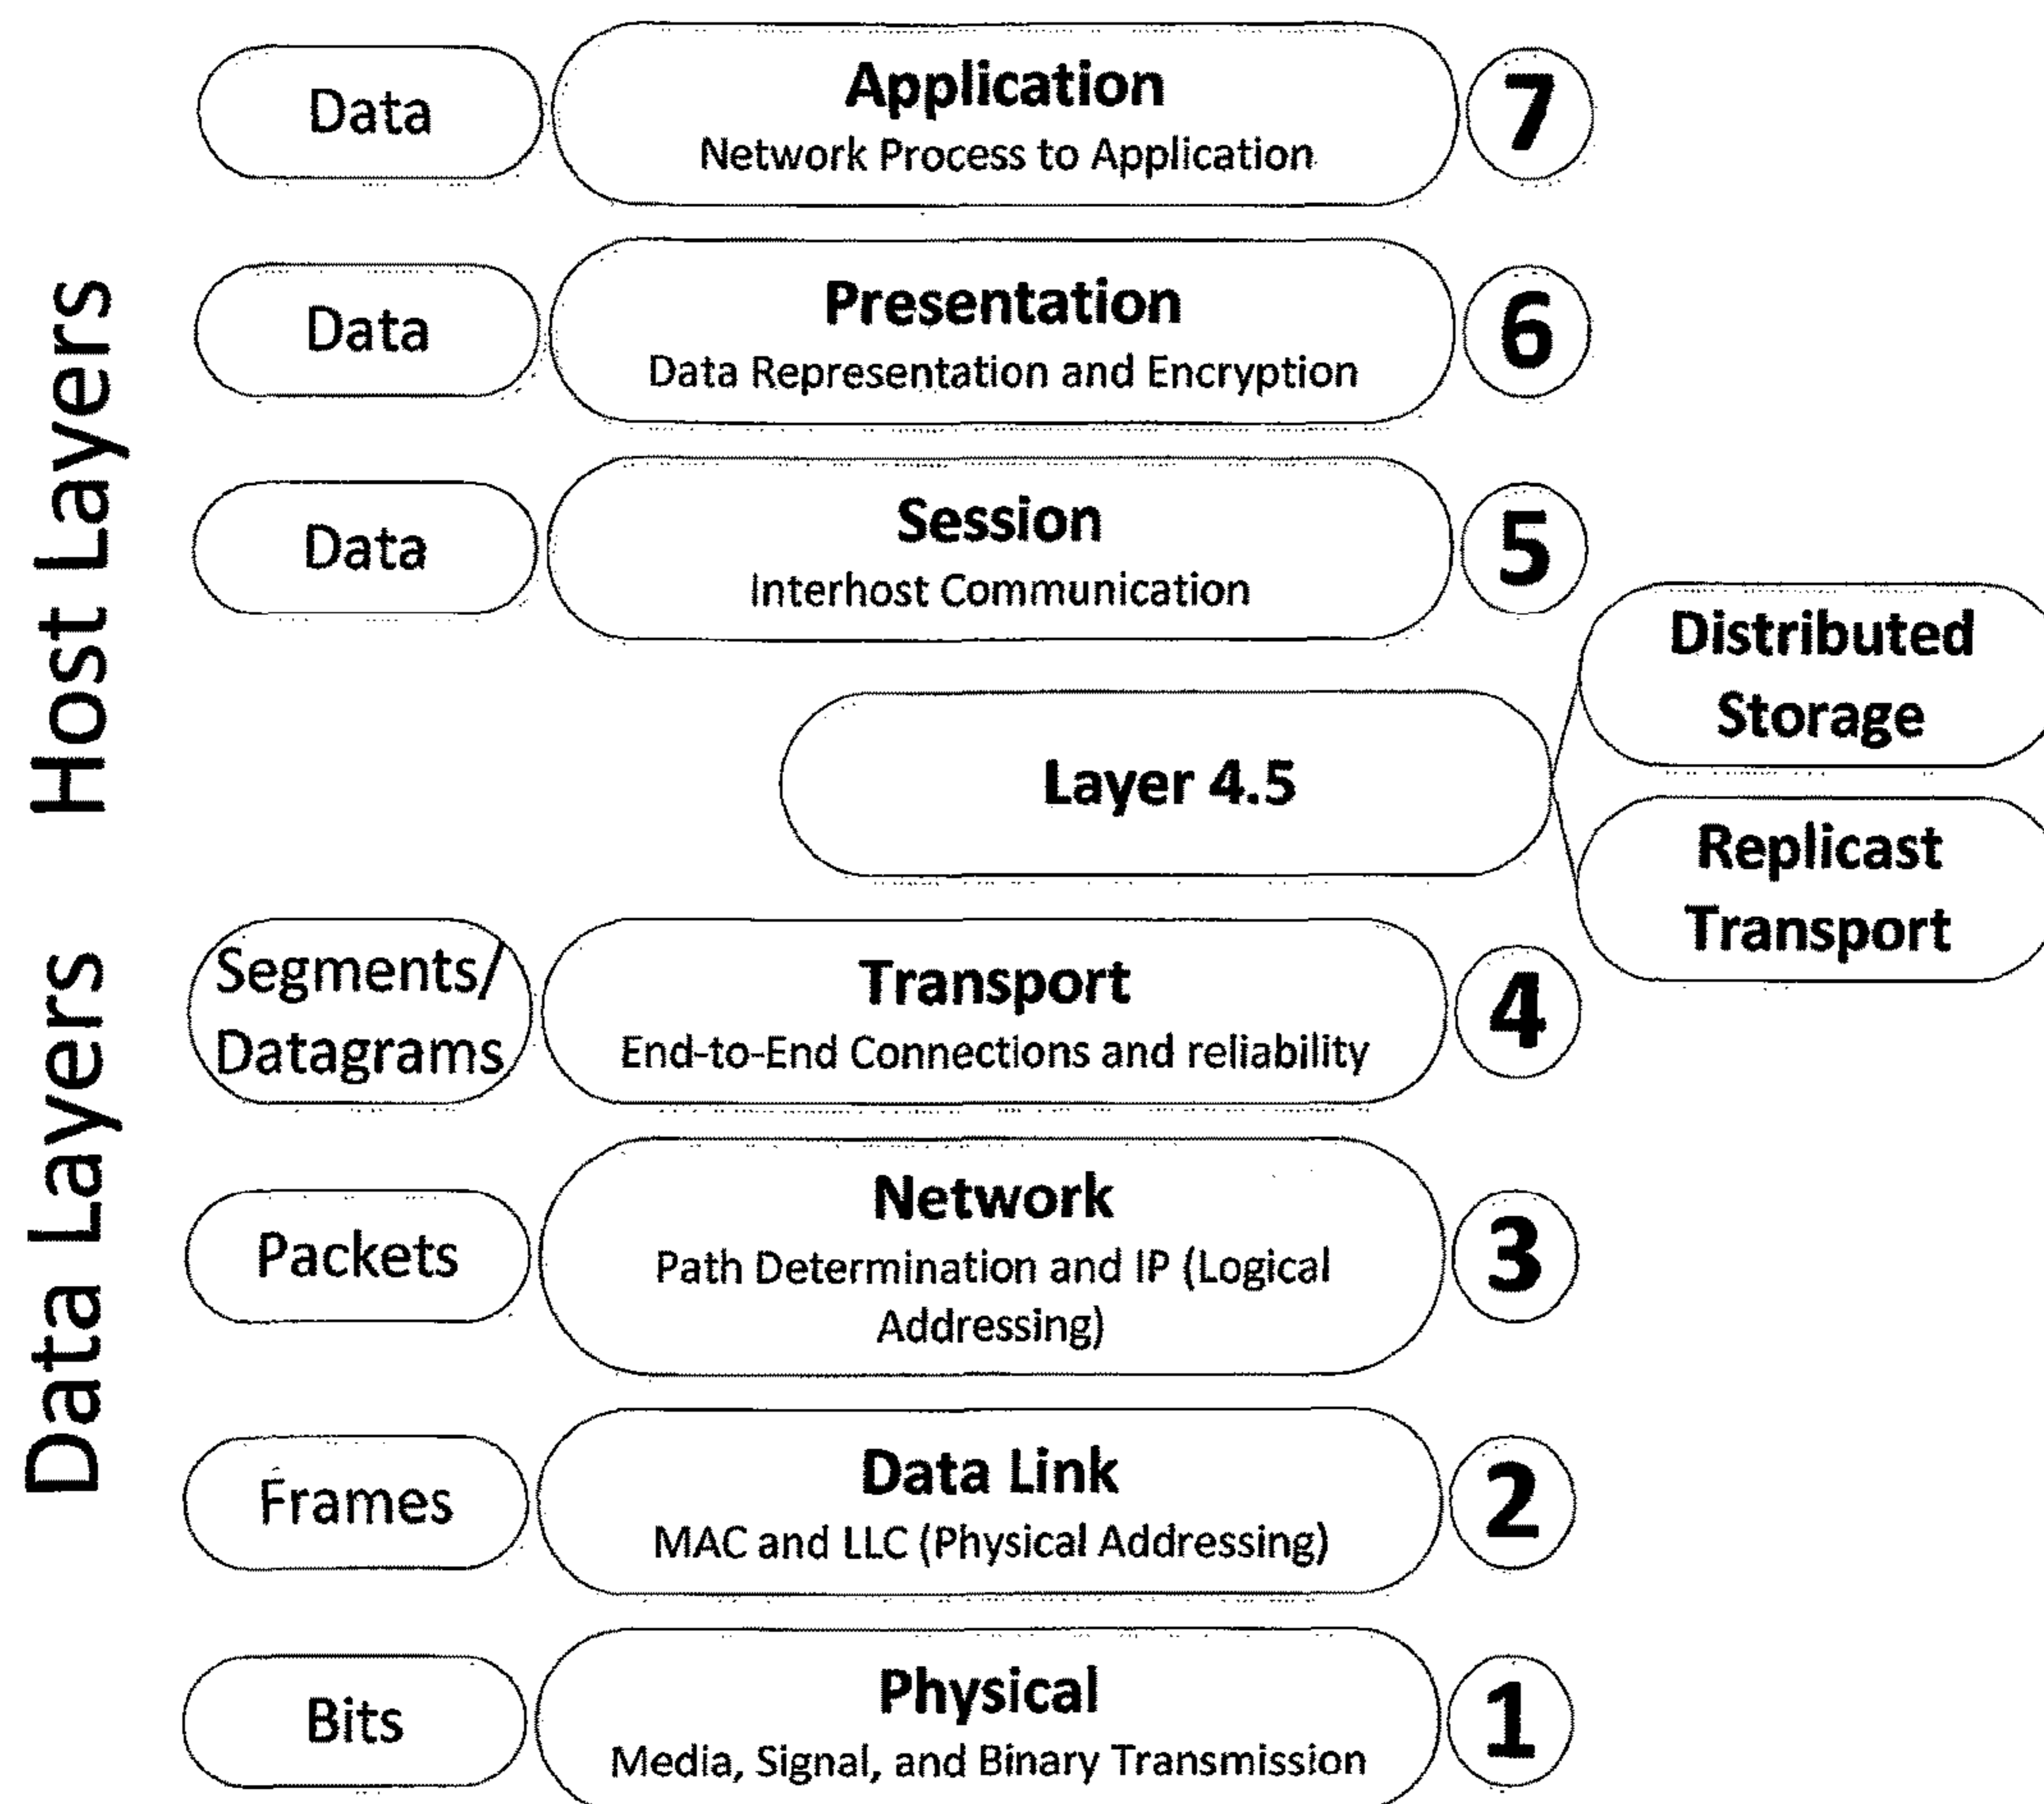 Host Layers
Data Layers
Data
Application
Network Process to Application
7
Data
Presentation
Data Representation and Encryption
6
Data
Session
Interhost Communication
5
Layer 4.5
Distributed
Storage
Replicast
Transport
Segments/
Datagrams
Transport
End-to-End Connections and reliability
4
Packets
Network
Path Determination and IP (Logical
Addressing)
3
Frames
Data Link
MAC and LLC (Physical Addressing)
2
Bits
Physical
Media, Signal, and Binary Transmission
1